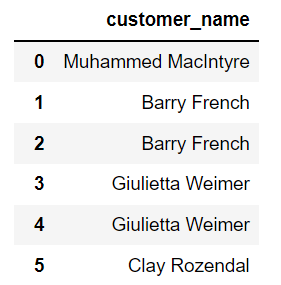 customer_name
0 Muhammed MacIntyre
1 Barry French
2 Barry French
3 Giulietta Weimer
4 Giulietta Weimer
5 Clay Rozendal